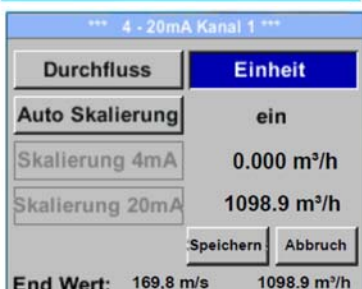 *** 4 - 20mA Kanal 1 ***
Durchfluss Einheit
Auto Skalierung ein
Skalierung 4mA 0.000 m³/h
Skalierung 20mA 1098.9 m³/h
Speichern Abbruch
End Wert: 169,8 m/s 1098.9 m³/h